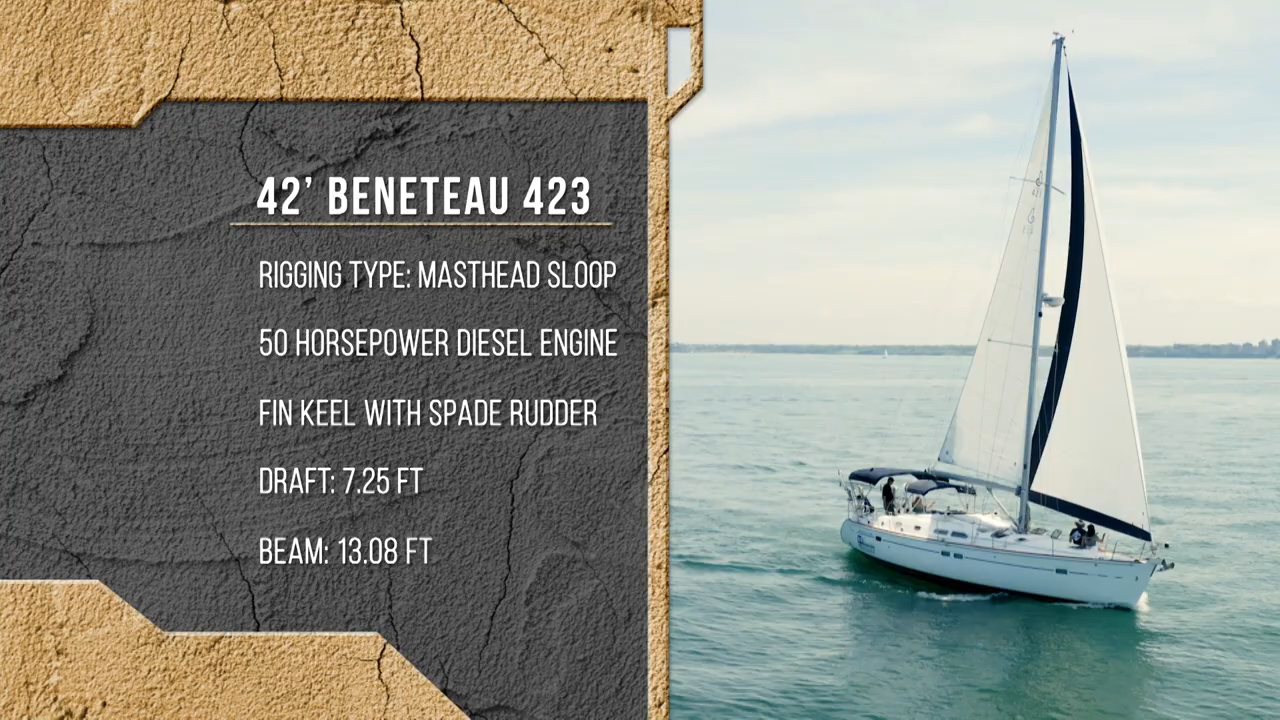 42' BENETEAU 423
RIGGING TYPE: MASTHEAD SLOOP
50 HORSEPOWER DIESEL ENGINE
FIN KEEL WITH SPADE RUDDER
DRAFT: 7.25 FT
BEAM: 13.08 FT